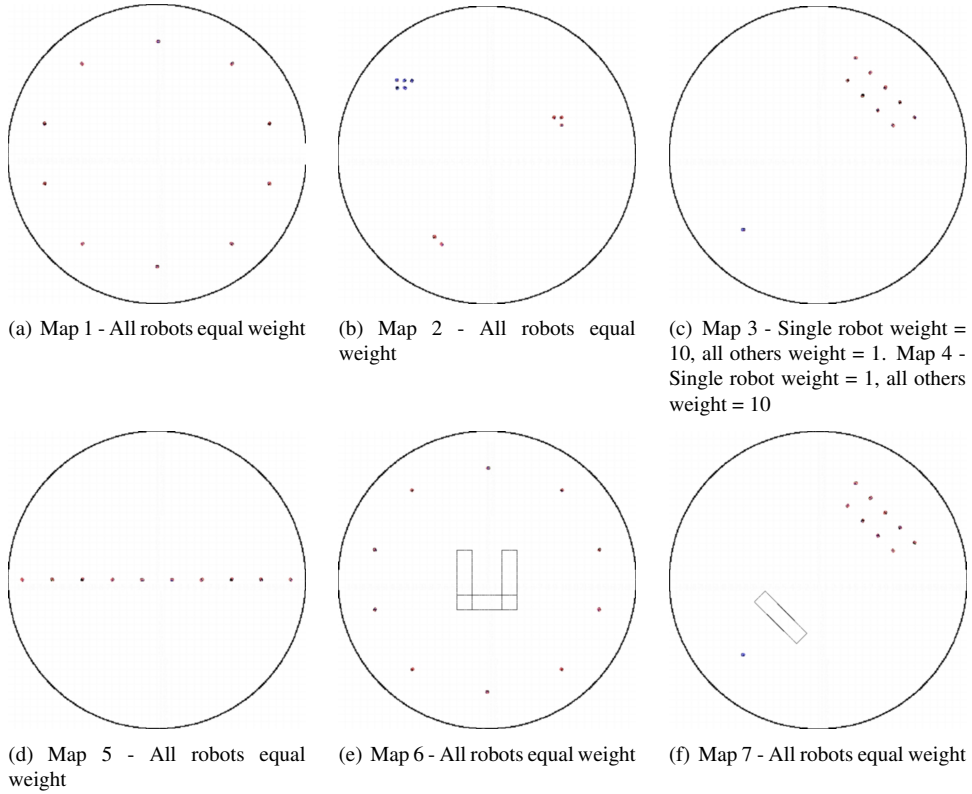 (a) Map 1 - All robots equal weight
(b) Map 2 - All robots equal
weight
(c) Map 3 - Single robot weight =
10, all others weight = 1. Map 4 -
Single robot weight = 1, all others
weight = 10
(d) Map 5 - All robots equal
weight
(e) Map 6 - All robots equal weight
(f) Map 7 - All robots equal weight